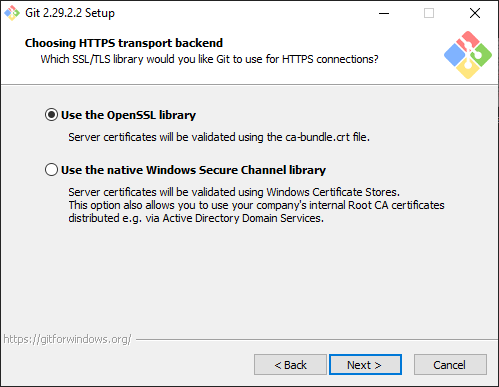 Git 2.29.2.2 Setup
Choosing HTTPS transport backend
Which SSL/TLS library would you like Git to use for HTTPS connections?
Use the OpenSSL library
Server certificates will be validated using the ca-bundle.crt file.
Use the native Windows Secure Channel library
Server certificates will be validated using Windows Certificate Stores.
This option also allows you to use your company's internal Root CA certificates
distributed e.g. via Active Directory Domain Services.
https://gitforwindows.org/
< Back
Next >
Cancel